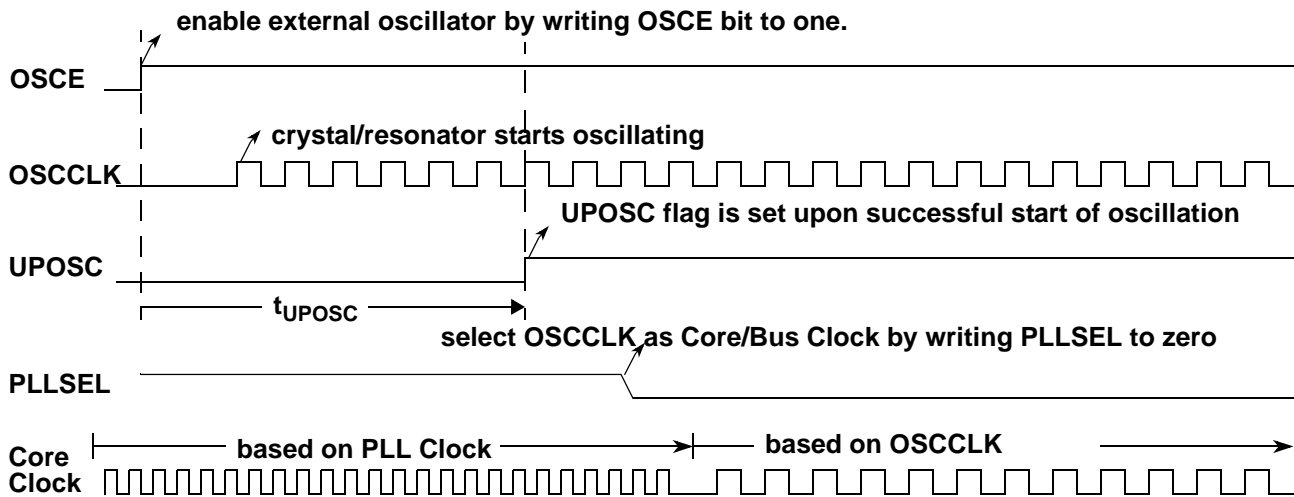 enable external oscillator by writing OSCE bit to one.
OSCE
crystal/resonator starts oscillating
OSCCLK
UPOSC flag is set upon successful start of oscillation
UPOSC
tUPOSC
select OSCCLK as Core/Bus Clock by writing PLLSEL to zero
PLLSEL
based on PLL Clock
based on OSCCLK
Core
Clock